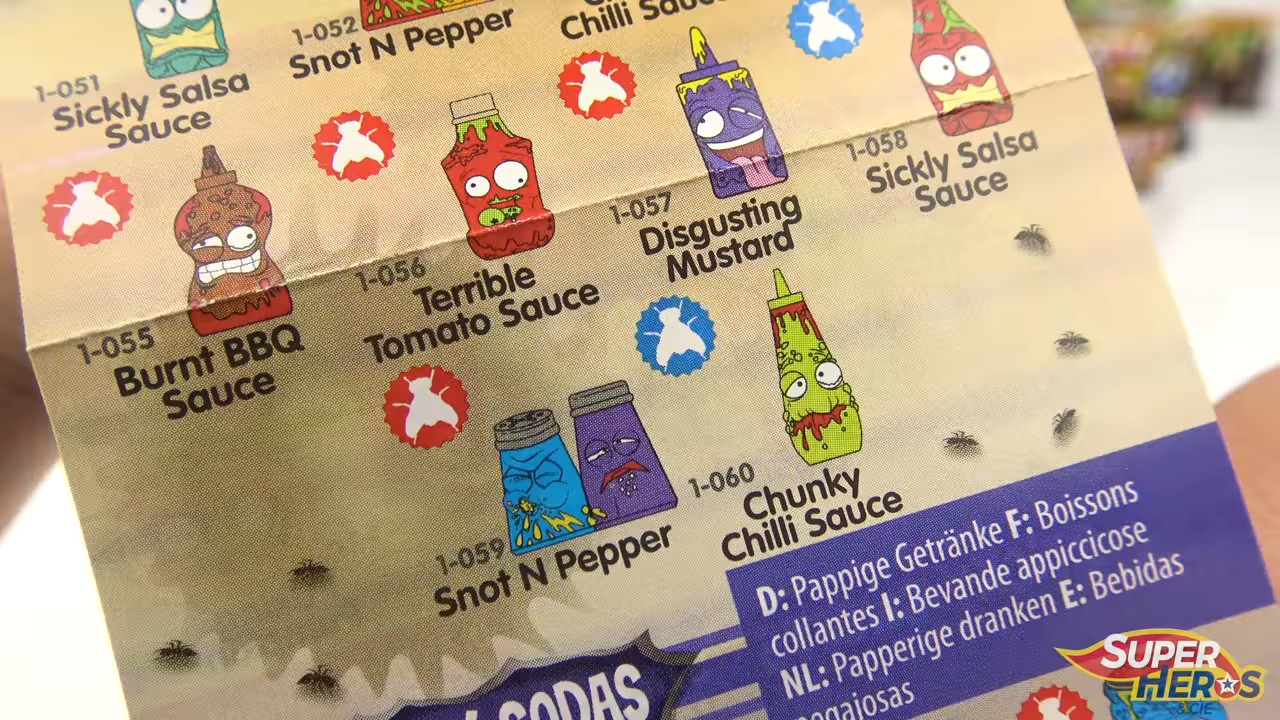 1-051
Sickly Salsa
Sauce
1-052
Snot N Pepper
Chilli Sauce
1-055
Burnt BBQ
Sauce
1-056
Terrible
Tomato Sauce
1-057
Disgusting
Mustard
1-058
Sickly Salsa
Sauce
1-059
Snot N Pepper
1-060
Chunky
Chilli Sauce
D: Pappige Getränke F: Boissons
collantes I: Bevande appiccicose
NL: Papperige dranken E: Bebidas
SODAS
SUPER
HEROS
& CIE